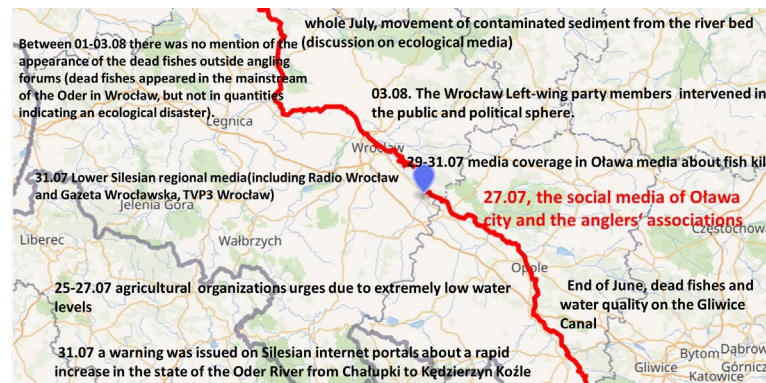 whole July, movement of contaminated sediment from the river bed
(discussion on ecological media)
Between 01-03.08 there was no mention of the
appearance of the dead fishes outside angling
forums (dead fishes appeared in the mainstream
of the Oder in Wrocław, but not in quantities
indicating an ecological disaster).
03.08. The Wrocław Left-wing party members intervened in
the public and political sphere.
Legnica
Wrocław
29-31.07 media coverage in Oława media about fish kil
31.07 Lower Silesian regional media(including Radio Wrocław
and Gazeta Wrocławska, TVP3 Wrocław)
27.07, the social media of Oława
city and the anglers‘ associations
Jelenia Góra
Częstochowa
Liberec
Wałbrzych
Opole
25-27.07 agricultural organizations urges due to extremely low water
levels
End of June, dead fishes and
water quality on the Gliwice
Canal
31.07 a warning was issued on Silesian internet portals about a rapid
increase in the state of the Oder River from Chałupki to Kędzierzyn Koźle
Bytom
Dąbrow
Górnicz
Gliwice
Katowice